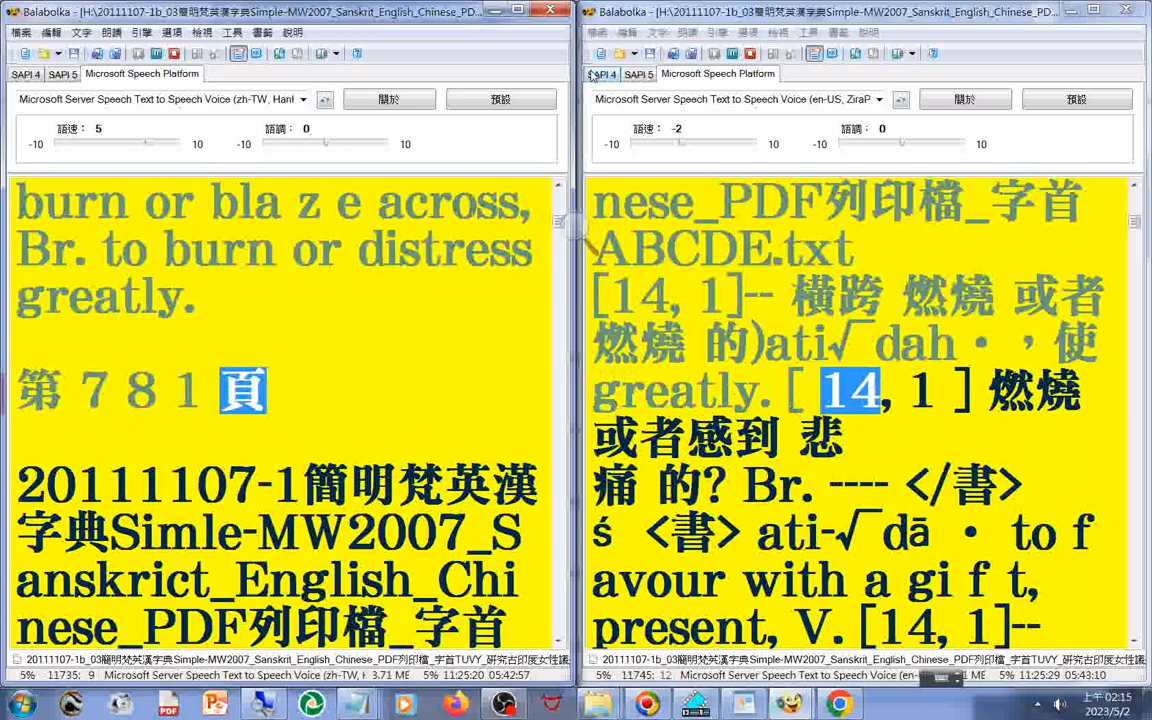 Balabolka - [H:\20111107-1b_03簡明梵英漢字典Simple-MW2007_Sanskrit_English_Chinese_PD...
檔案 編輯 文字 朗讀 引擎 選項 檢視 工具 書籤 說明
SAPI 4 SAPI 5 Microsoft Speech Platform
Microsoft Server Speech Text to Speech Voice (zh-TW, Hanl
關於 預設
語速： 5 語調： 0
-10 10 -10 10
burn or bla z e across,
Br. to burn or distress
greatly.
第 7 8 1 頁
20111107-1簡明梵英漢
字典Simle-MW2007_S
anskrict_English_Chi
nese_PDF列印檔_字首
20111107-1b_03簡明梵英漢字典Simple-MW2007_Sanskrit_English_Chinese_PDF列印檔_字首TUVY_研究古印度女性議
5% 11735: 9 Microsoft Server Speech Text to Speech Voice (zh-TW, H 3.71 ME 5% 11:25:20 05:42:57
Balabolka - [H:\20111107-1b_03簡明梵英漢字典Simple-MW2007_Sanskrit_English_Chinese_PD...
檔案 編輯 文字 朗讀 引擎 選項 檢視 工具 書籤 說明
SAPI 4 SAPI 5 Microsoft Speech Platform
Microsoft Server Speech Text to Speech Voice (en-US, ZiraP
關於 預設
語速： -2 語調： 0
-10 10 -10 10
nese_PDF列印檔_字首
ABCDE.txt
[14, 1]-- 橫跨 燃燒 或者
燃燒 的)ati√dah•，使
greatly. [ 14, 1 ] 燃燒
或者感到 悲
痛 的? Br. ---- </書>
ś <書> ati-√dā • to f
avour with a gi f t,
present, V. [14, 1]--
20111107-1b_03簡明梵英漢字典Simple-MW2007_Sanskrit_English_Chinese_PDF列印檔_字首TUVY_研究古印度女性議
5% 11745: 12 Microsoft Server Speech Text to Speech Voice 5% 11:25:29 05:43:10
PDF
上午 02:15
2023/5/2